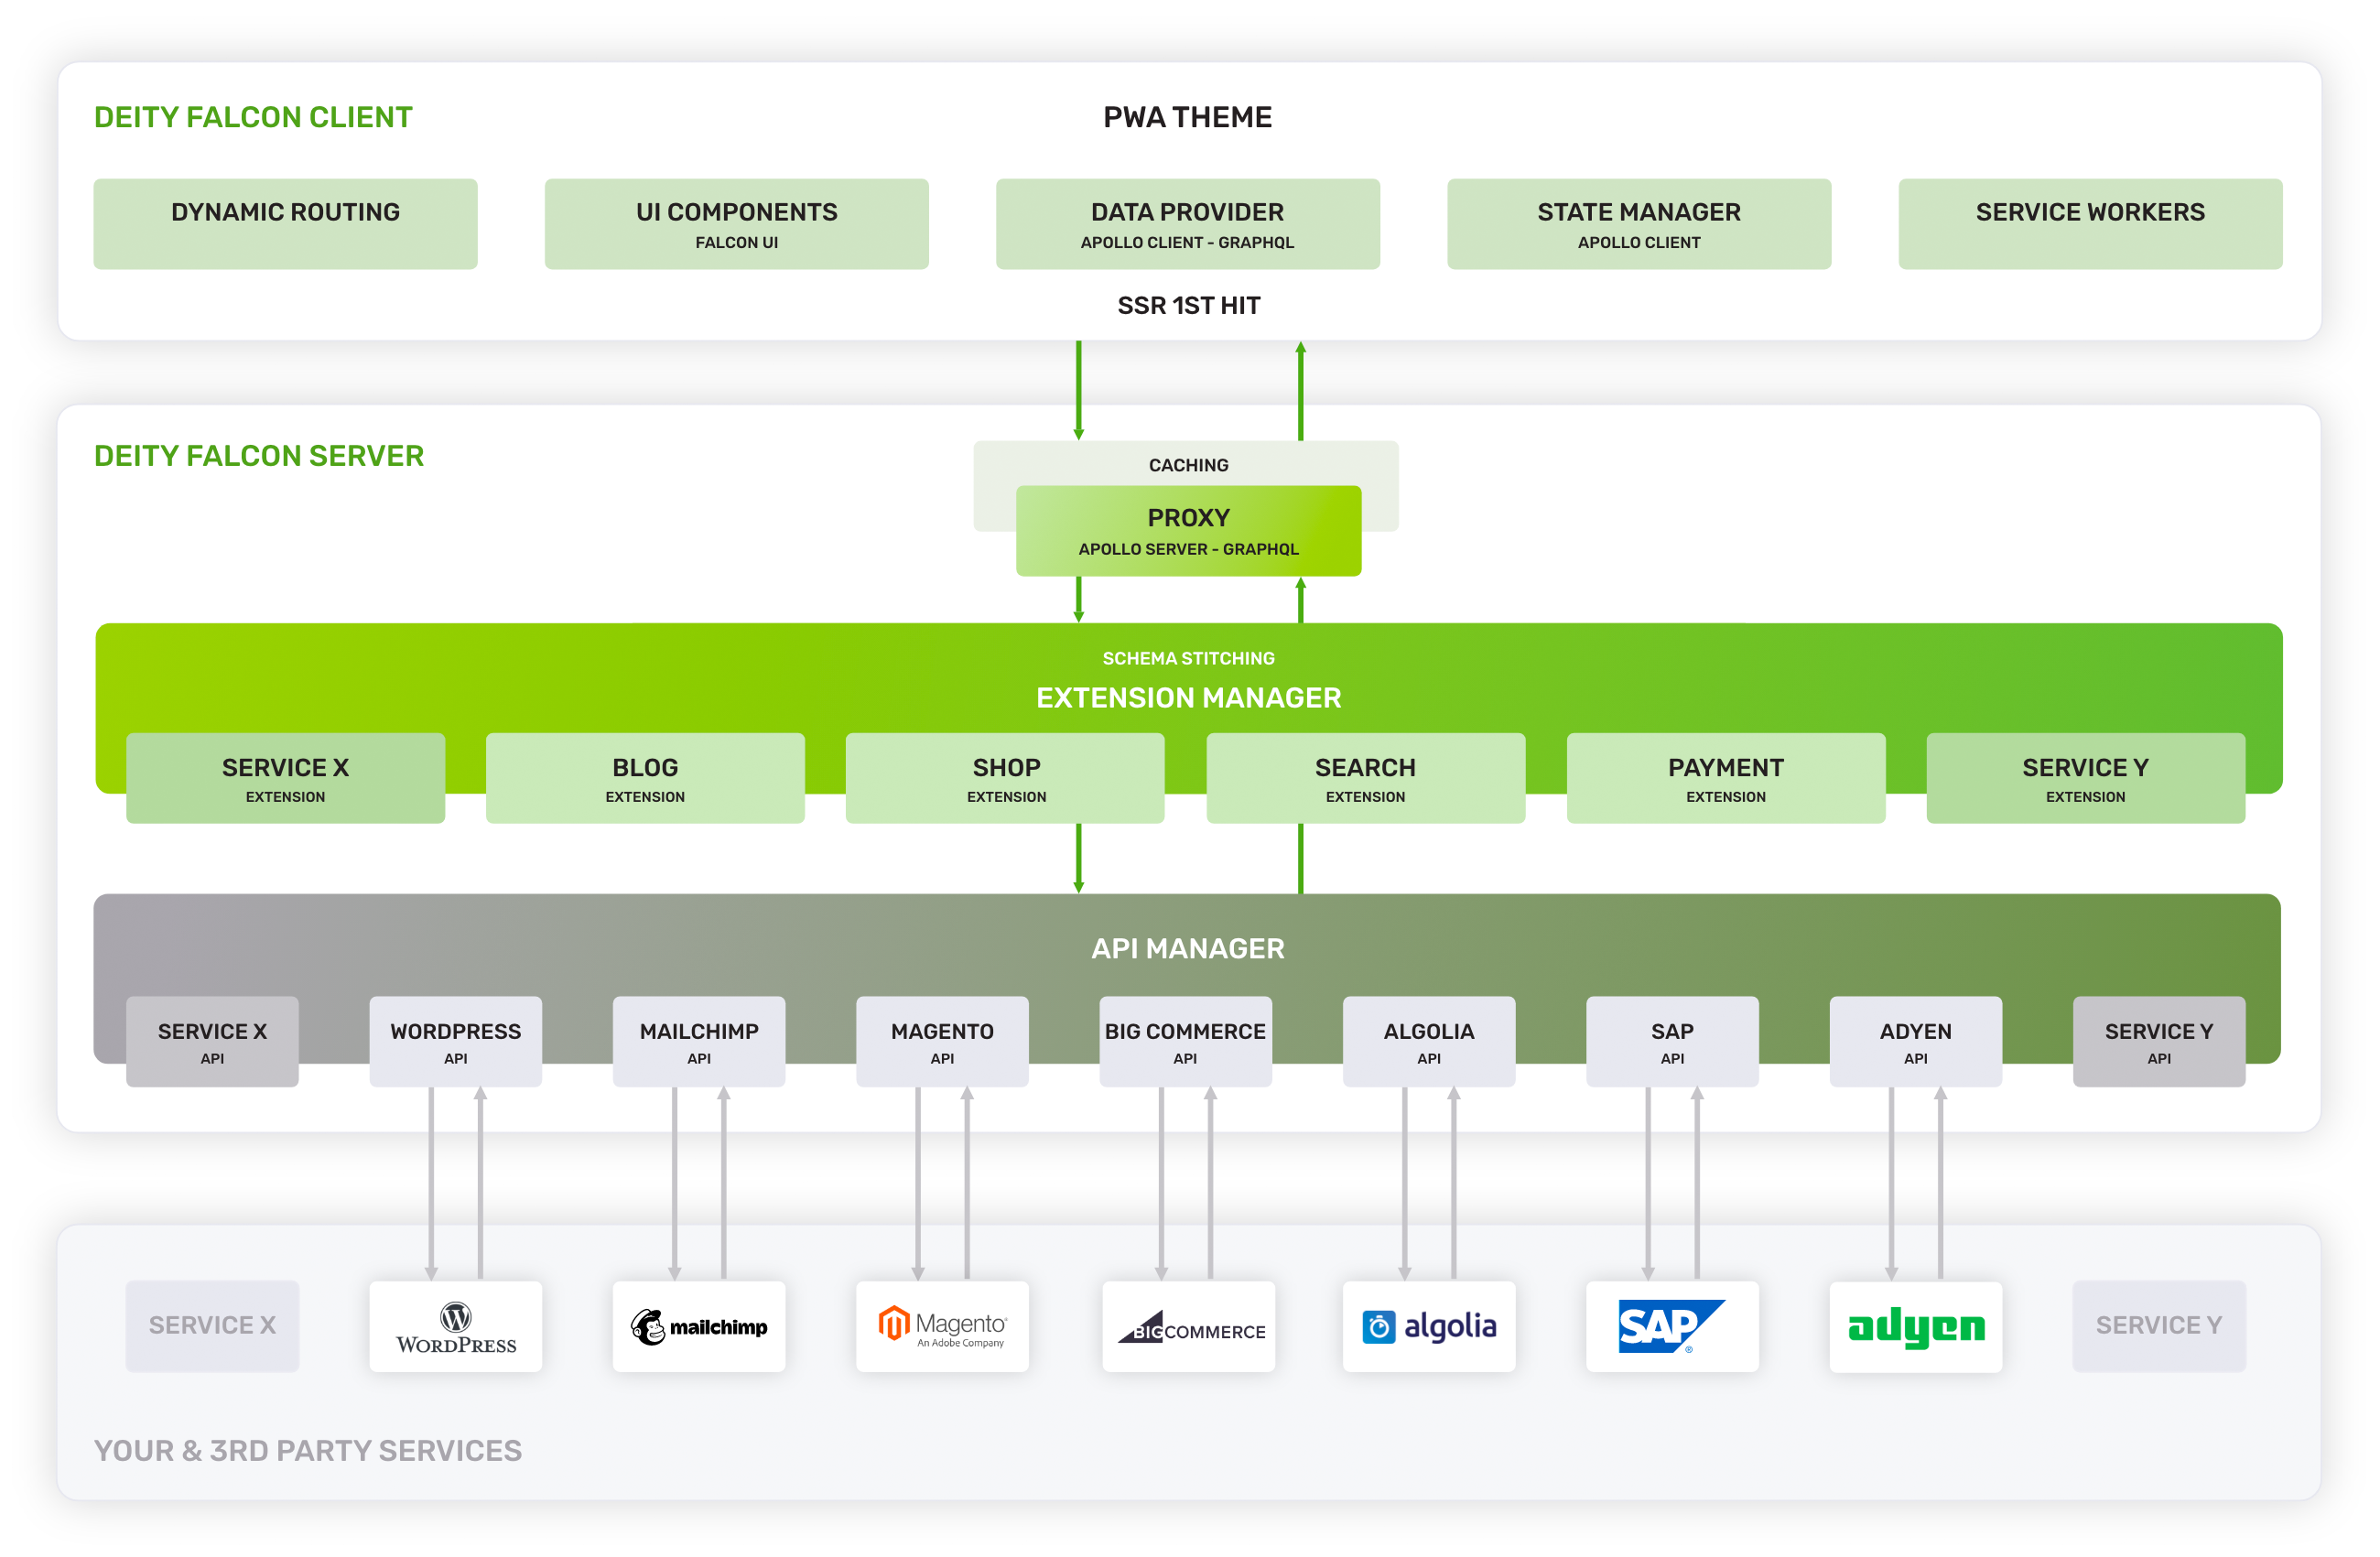 DEITY FALCON CLIENT
PWA THEME
DYNAMIC ROUTING
UI COMPONENTS
FALCON UI
DATA PROVIDER
APOLLO CLIENT - GRAPHQL
STATE MANAGER
APOLLO CLIENT
SERVICE WORKERS
SSR 1ST HIT
DEITY FALCON SERVER
CACHING
PROXY
APOLLO SERVER - GRAPHQL
SCHEMA STITCHING
EXTENSION MANAGER
SERVICE X
EXTENSION
BLOG
EXTENSION
SHOP
EXTENSION
SEARCH
EXTENSION
PAYMENT
EXTENSION
SERVICE Y
EXTENSION
API MANAGER
SERVICE X
API
WORDPRESS
API
MAILCHIMP
API
MAGENTO
API
BIG COMMERCE
API
ALGOLIA
API
SAP
API
ADYEN
API
SERVICE Y
API
SERVICE X
W
WORDPRESS
mailchimp
Magento®
An Adobe Company
BIGCOMMERCE
algolia
SAP®
adyen
SERVICE Y
YOUR & 3RD PARTY SERVICES